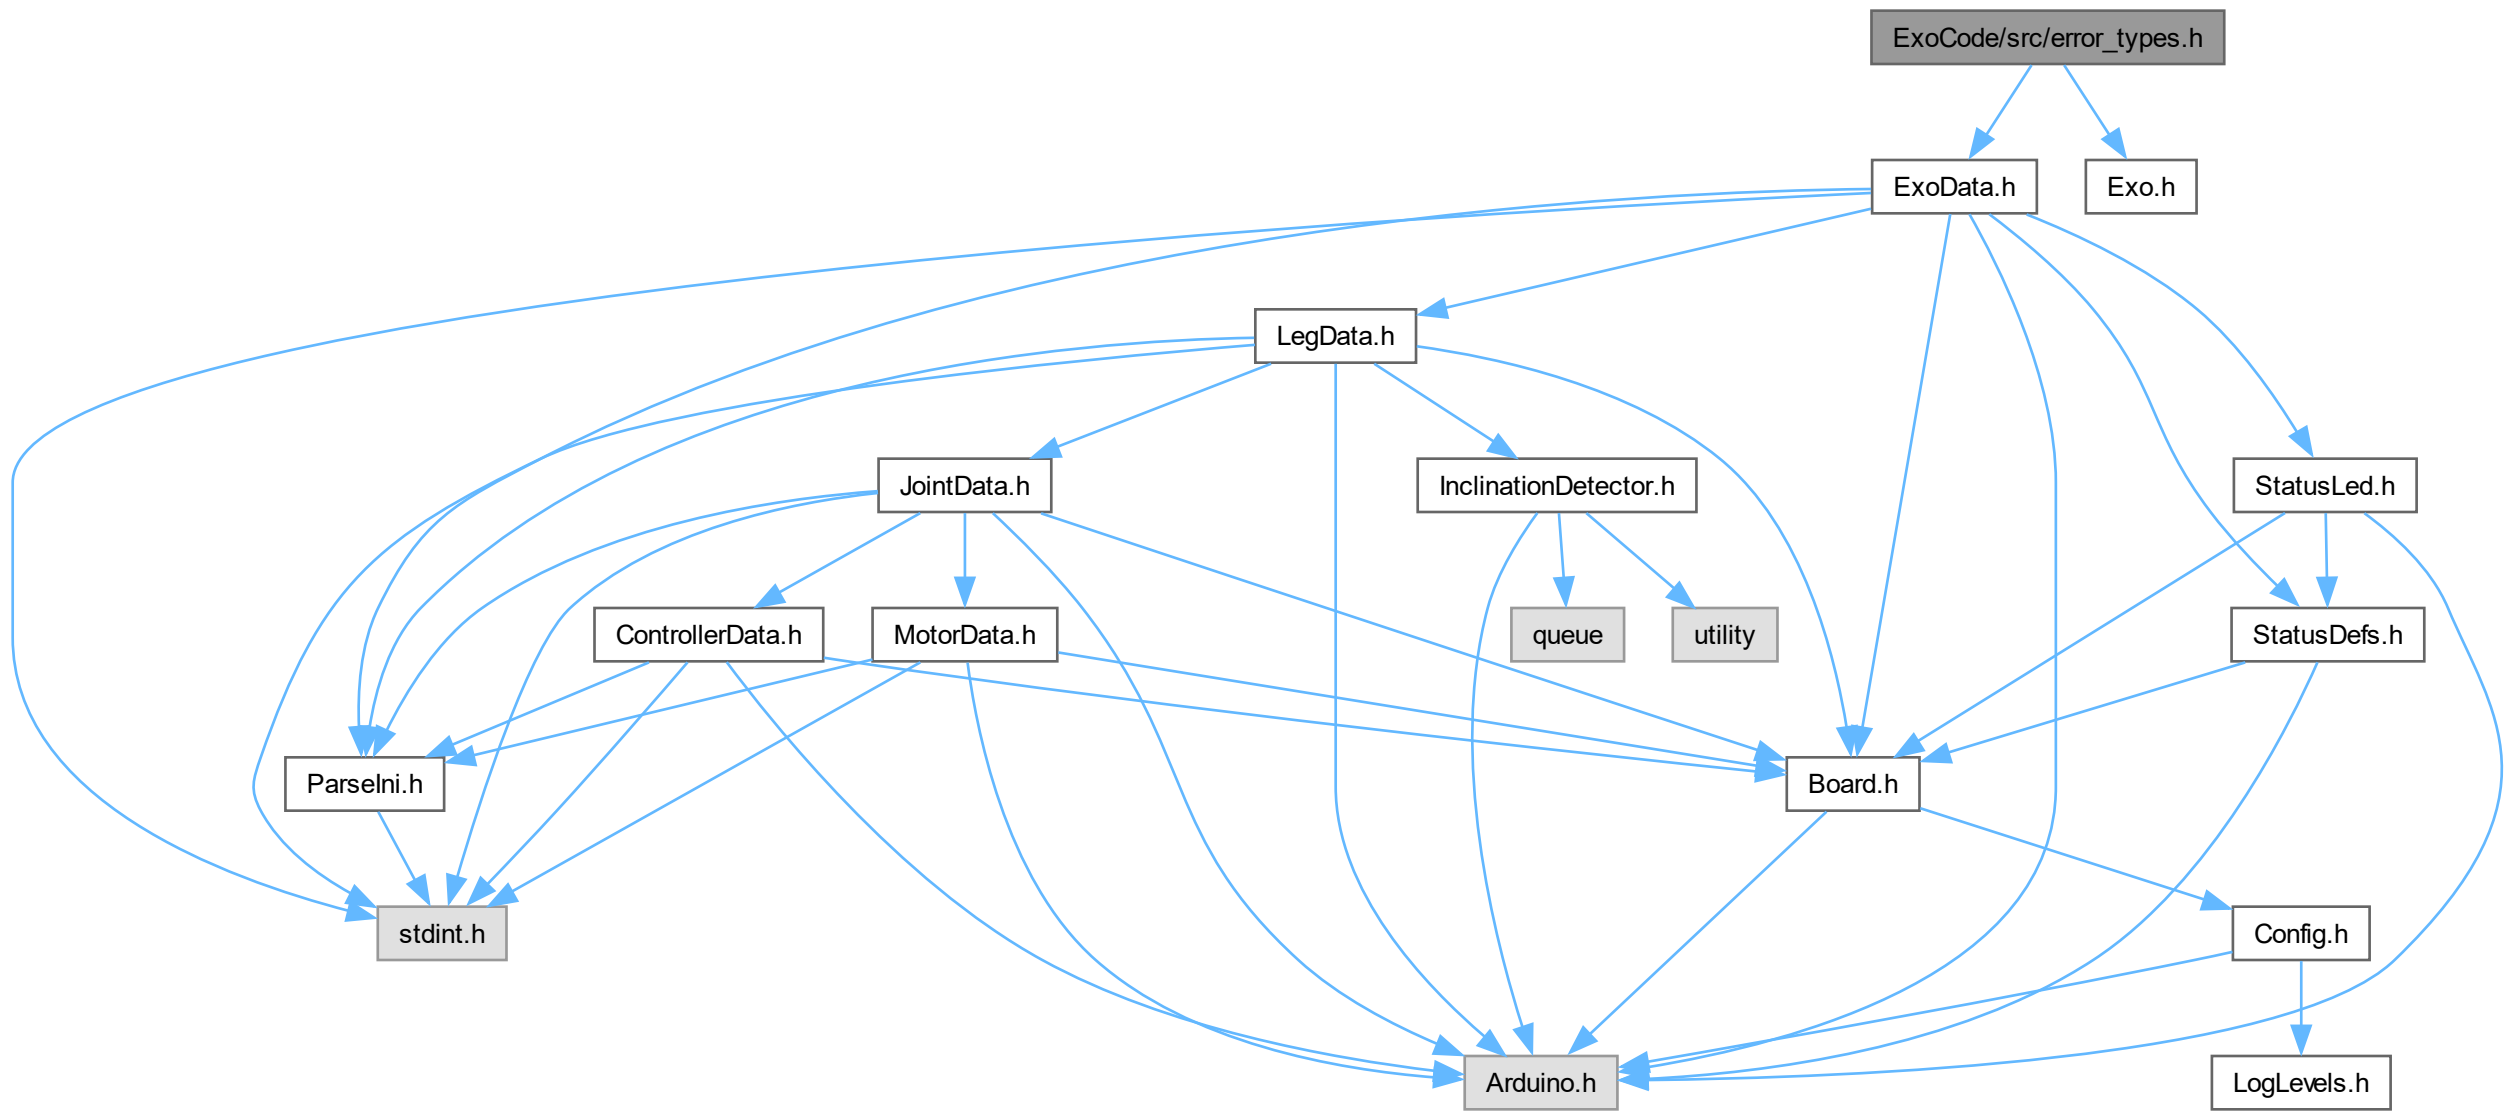 ExoCode/src/error_types.h
ExoData.h
Exo.h
LegData.h
JointData.h
InclinationDetector.h
StatusLed.h
ControllerData.h
MotorData.h
queue
utility
StatusDefs.h
ParseIni.h
Board.h
stdint.h
Config.h
Arduino.h
LogLevels.h